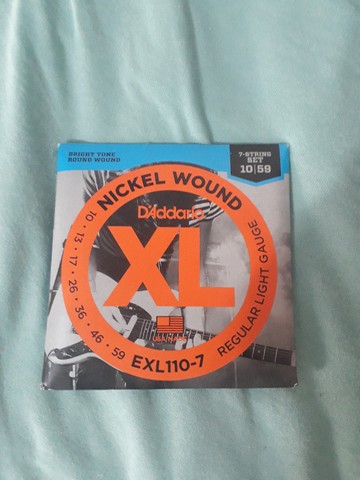 BRIGHT TONE
ROUND WOUND
7-STRING
SET
10|59
NICKEL WOUND
D'Addario
XL
10 · 13 · 17 · 26 · 36 · 46 · 59
REGULAR LIGHT GAUGE
EXL110-7